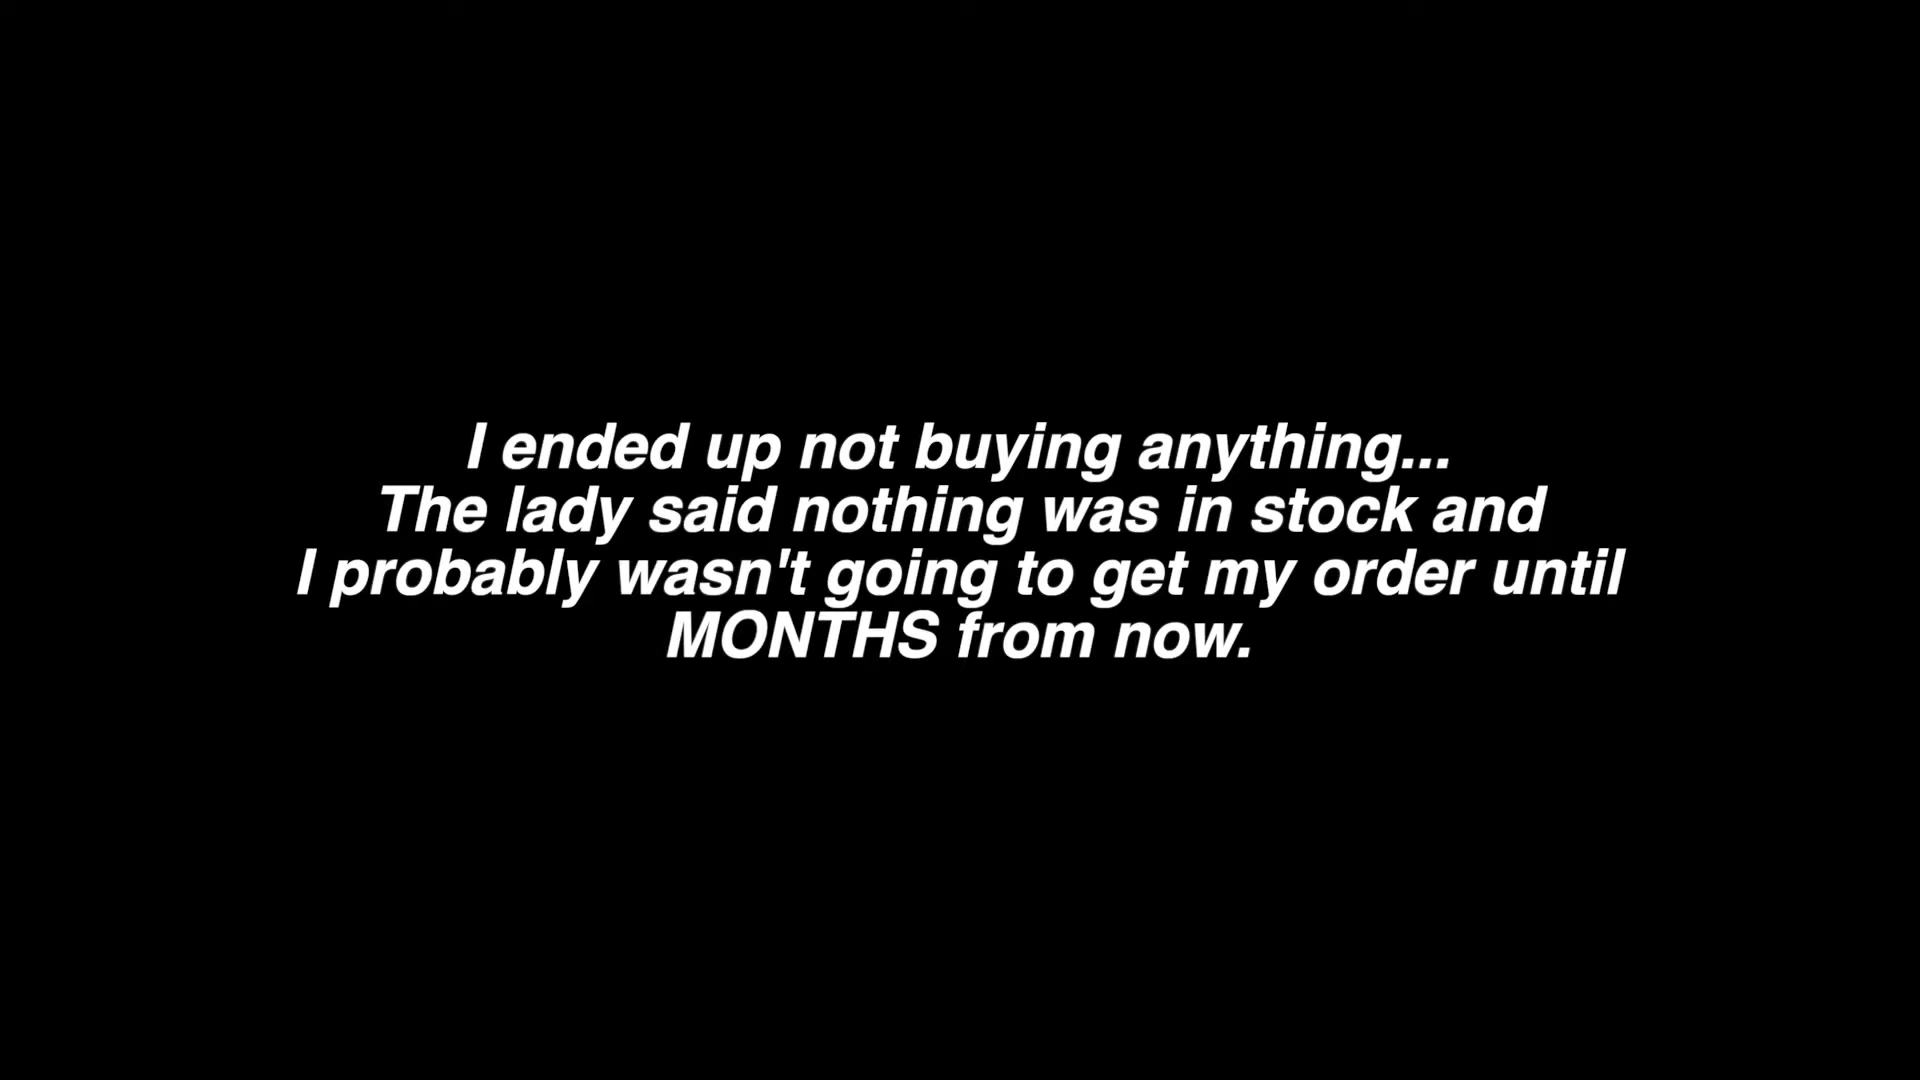 I ended up not buying anything...
The lady said nothing was in stock and
I probably wasn't going to get my order until
MONTHS from now.